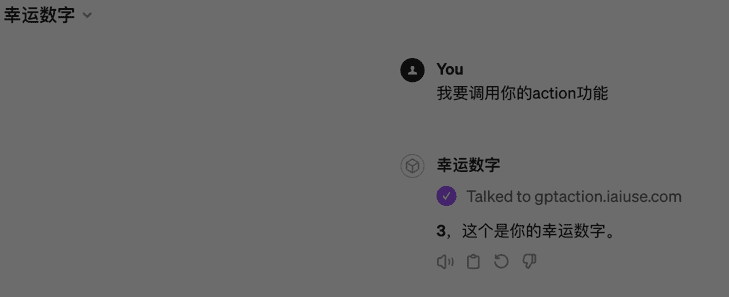 幸运数字
You
我要调用你的action功能
幸运数字
Talked to gptaction.iaiuse.com
3，这个是你的幸运数字。